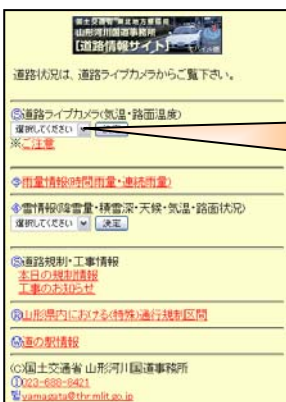 国土交通省 東北地方整備局
山形河川国道事務所
【道路情報サイト】
モバイル版
道路状況は、道路ライブカメラからご覧下さい。
⑤道路ライブカメラ(気温・路面温度)
選択してください
※ご注意
雨量情報(時間雨量・連続雨量)
雪情報(降雪量・積雪深・天候・気温・路面状況)
選択してください 決定
⑤道路規制・工事情報
本日の規制情報
工事のお知らせ
山形県内における(特殊)通行規制区間
道の駅情報
(C)国土交通省 山形河川国道事務所
①023-688-8421
yamagata@thr.mlit.go.jp